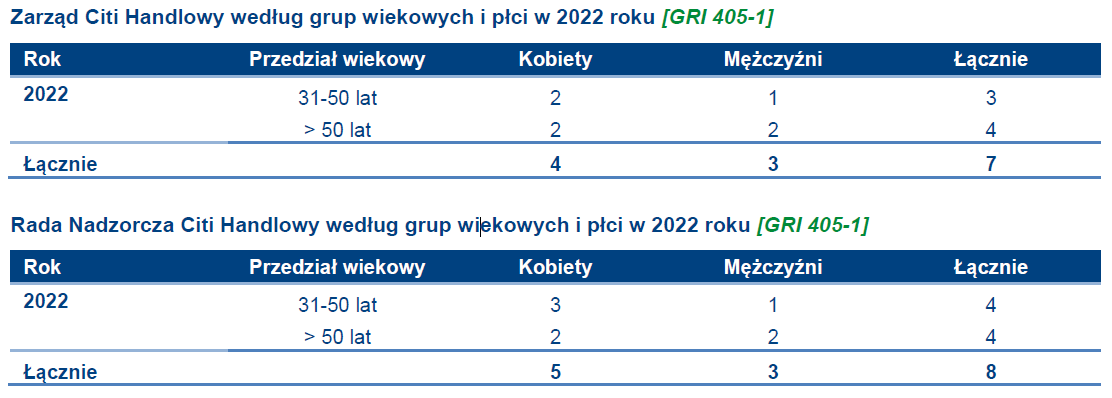 Zarząd Citi Handlowy według grup wiekowych i płci w 2022 roku [GRI 405-1]
Rok Przedział wiekowy Kobiety Mężczyźni Łącznie
2022 31-50 lat 2 1 3
> 50 lat 2 2 4
Łącznie 4 3 7
Rada Nadzorcza Citi Handlowy według grup wiekowych i płci w 2022 roku [GRI 405-1]
Rok Przedział wiekowy Kobiety Mężczyźni Łącznie
2022 31-50 lat 3 1 4
> 50 lat 2 2 4
Łącznie 5 3 8